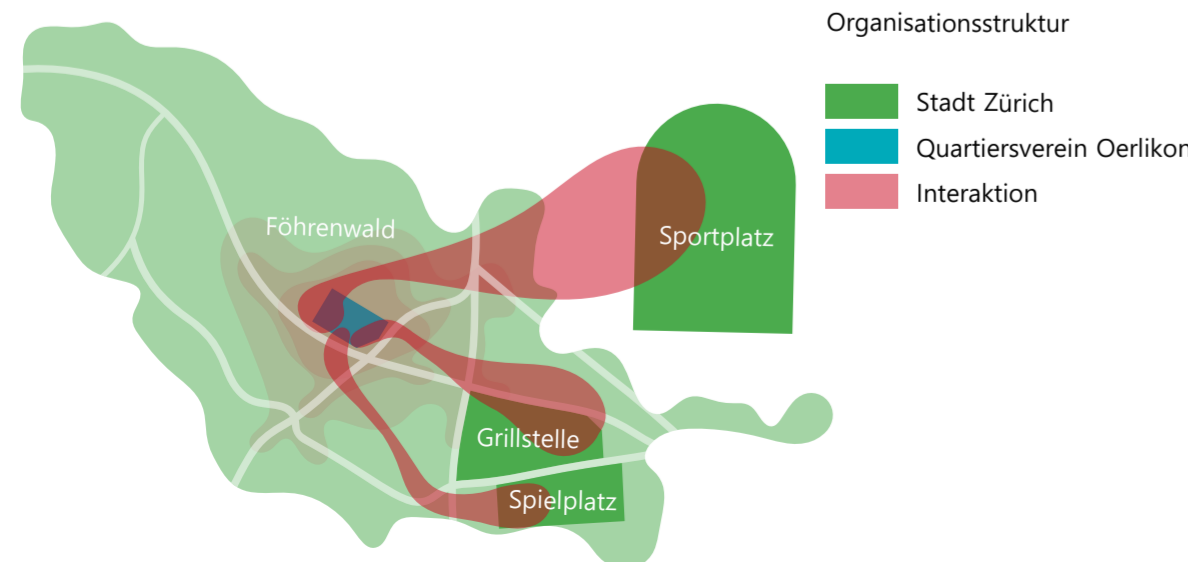 Organisationsstruktur
Stadt Zürich
Quartiersverein Oerlikon
Interaktion
Föhrenwald
Sportplatz
Grillstelle
Spielplatz